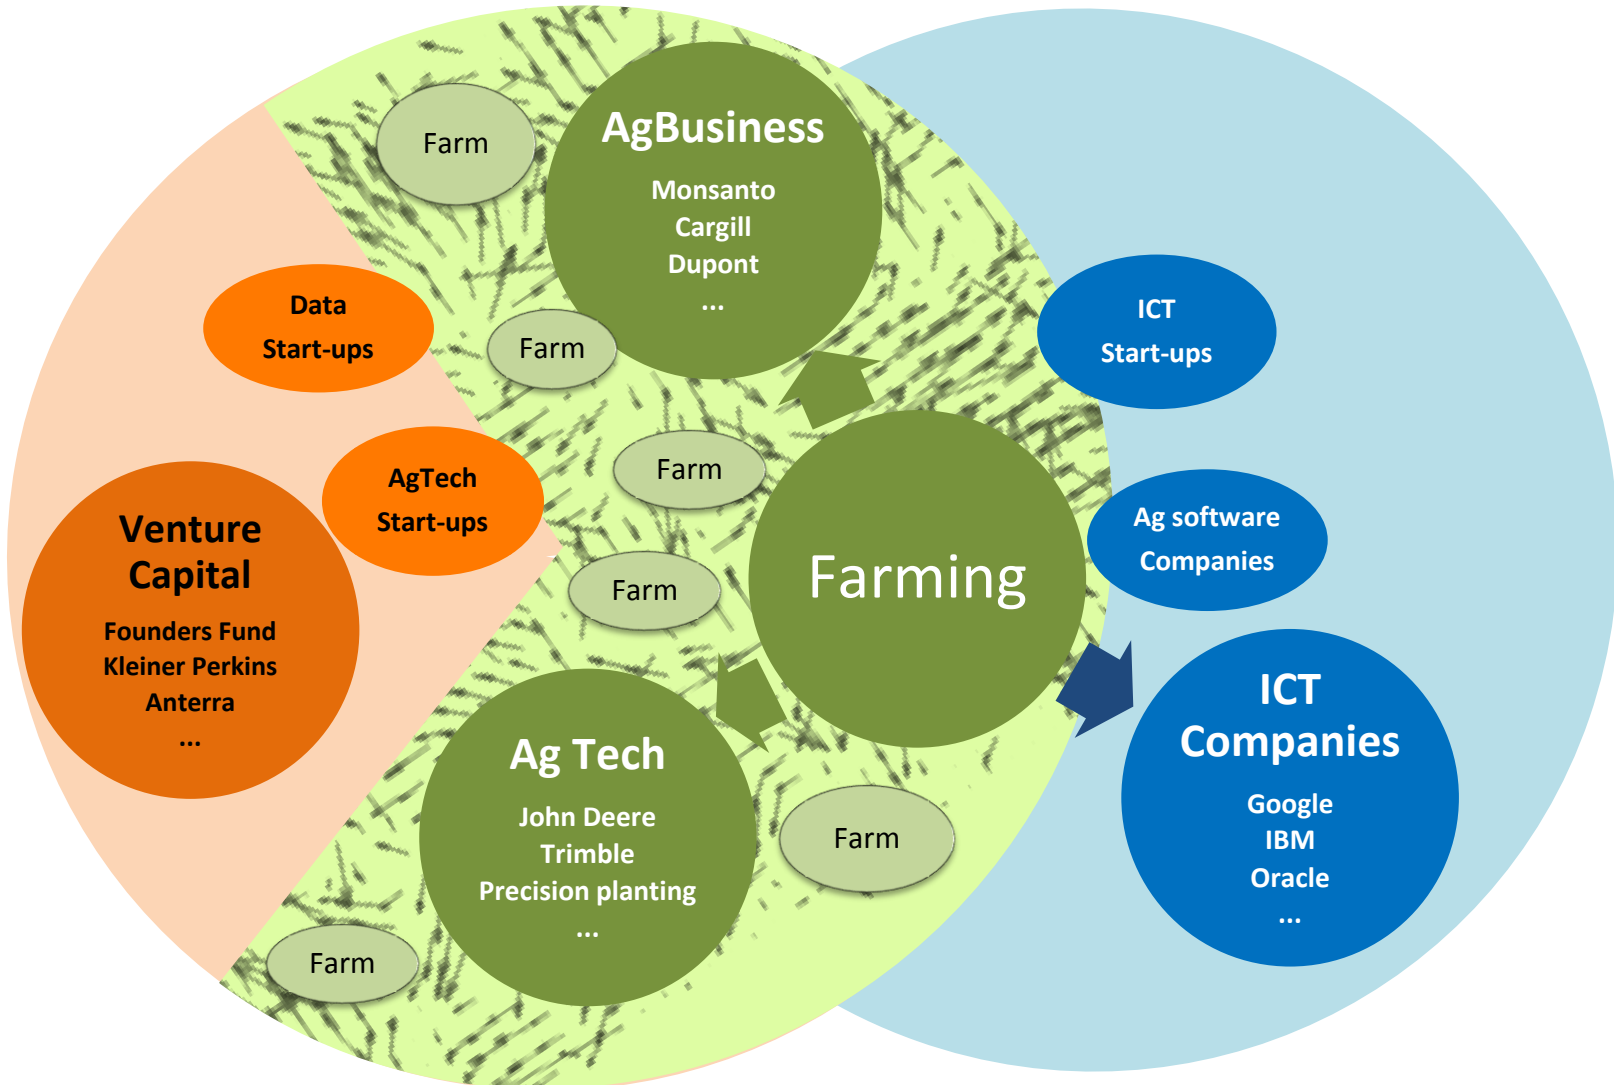 Farm
AgBusiness
Monsanto
Cargill
Dupont
...
Data
Start-ups
Farm
ICT
Start-ups
Farm
AgTech
Start-ups
Venture
Capital
Founders Fund
Kleiner Perkins
Anterra
...
Farm
Farming
Ag software
Companies
ICT
Companies
Google
IBM
Oracle
...
Ag Tech
John Deere
Trimble
Precision planting
...
Farm
Farm